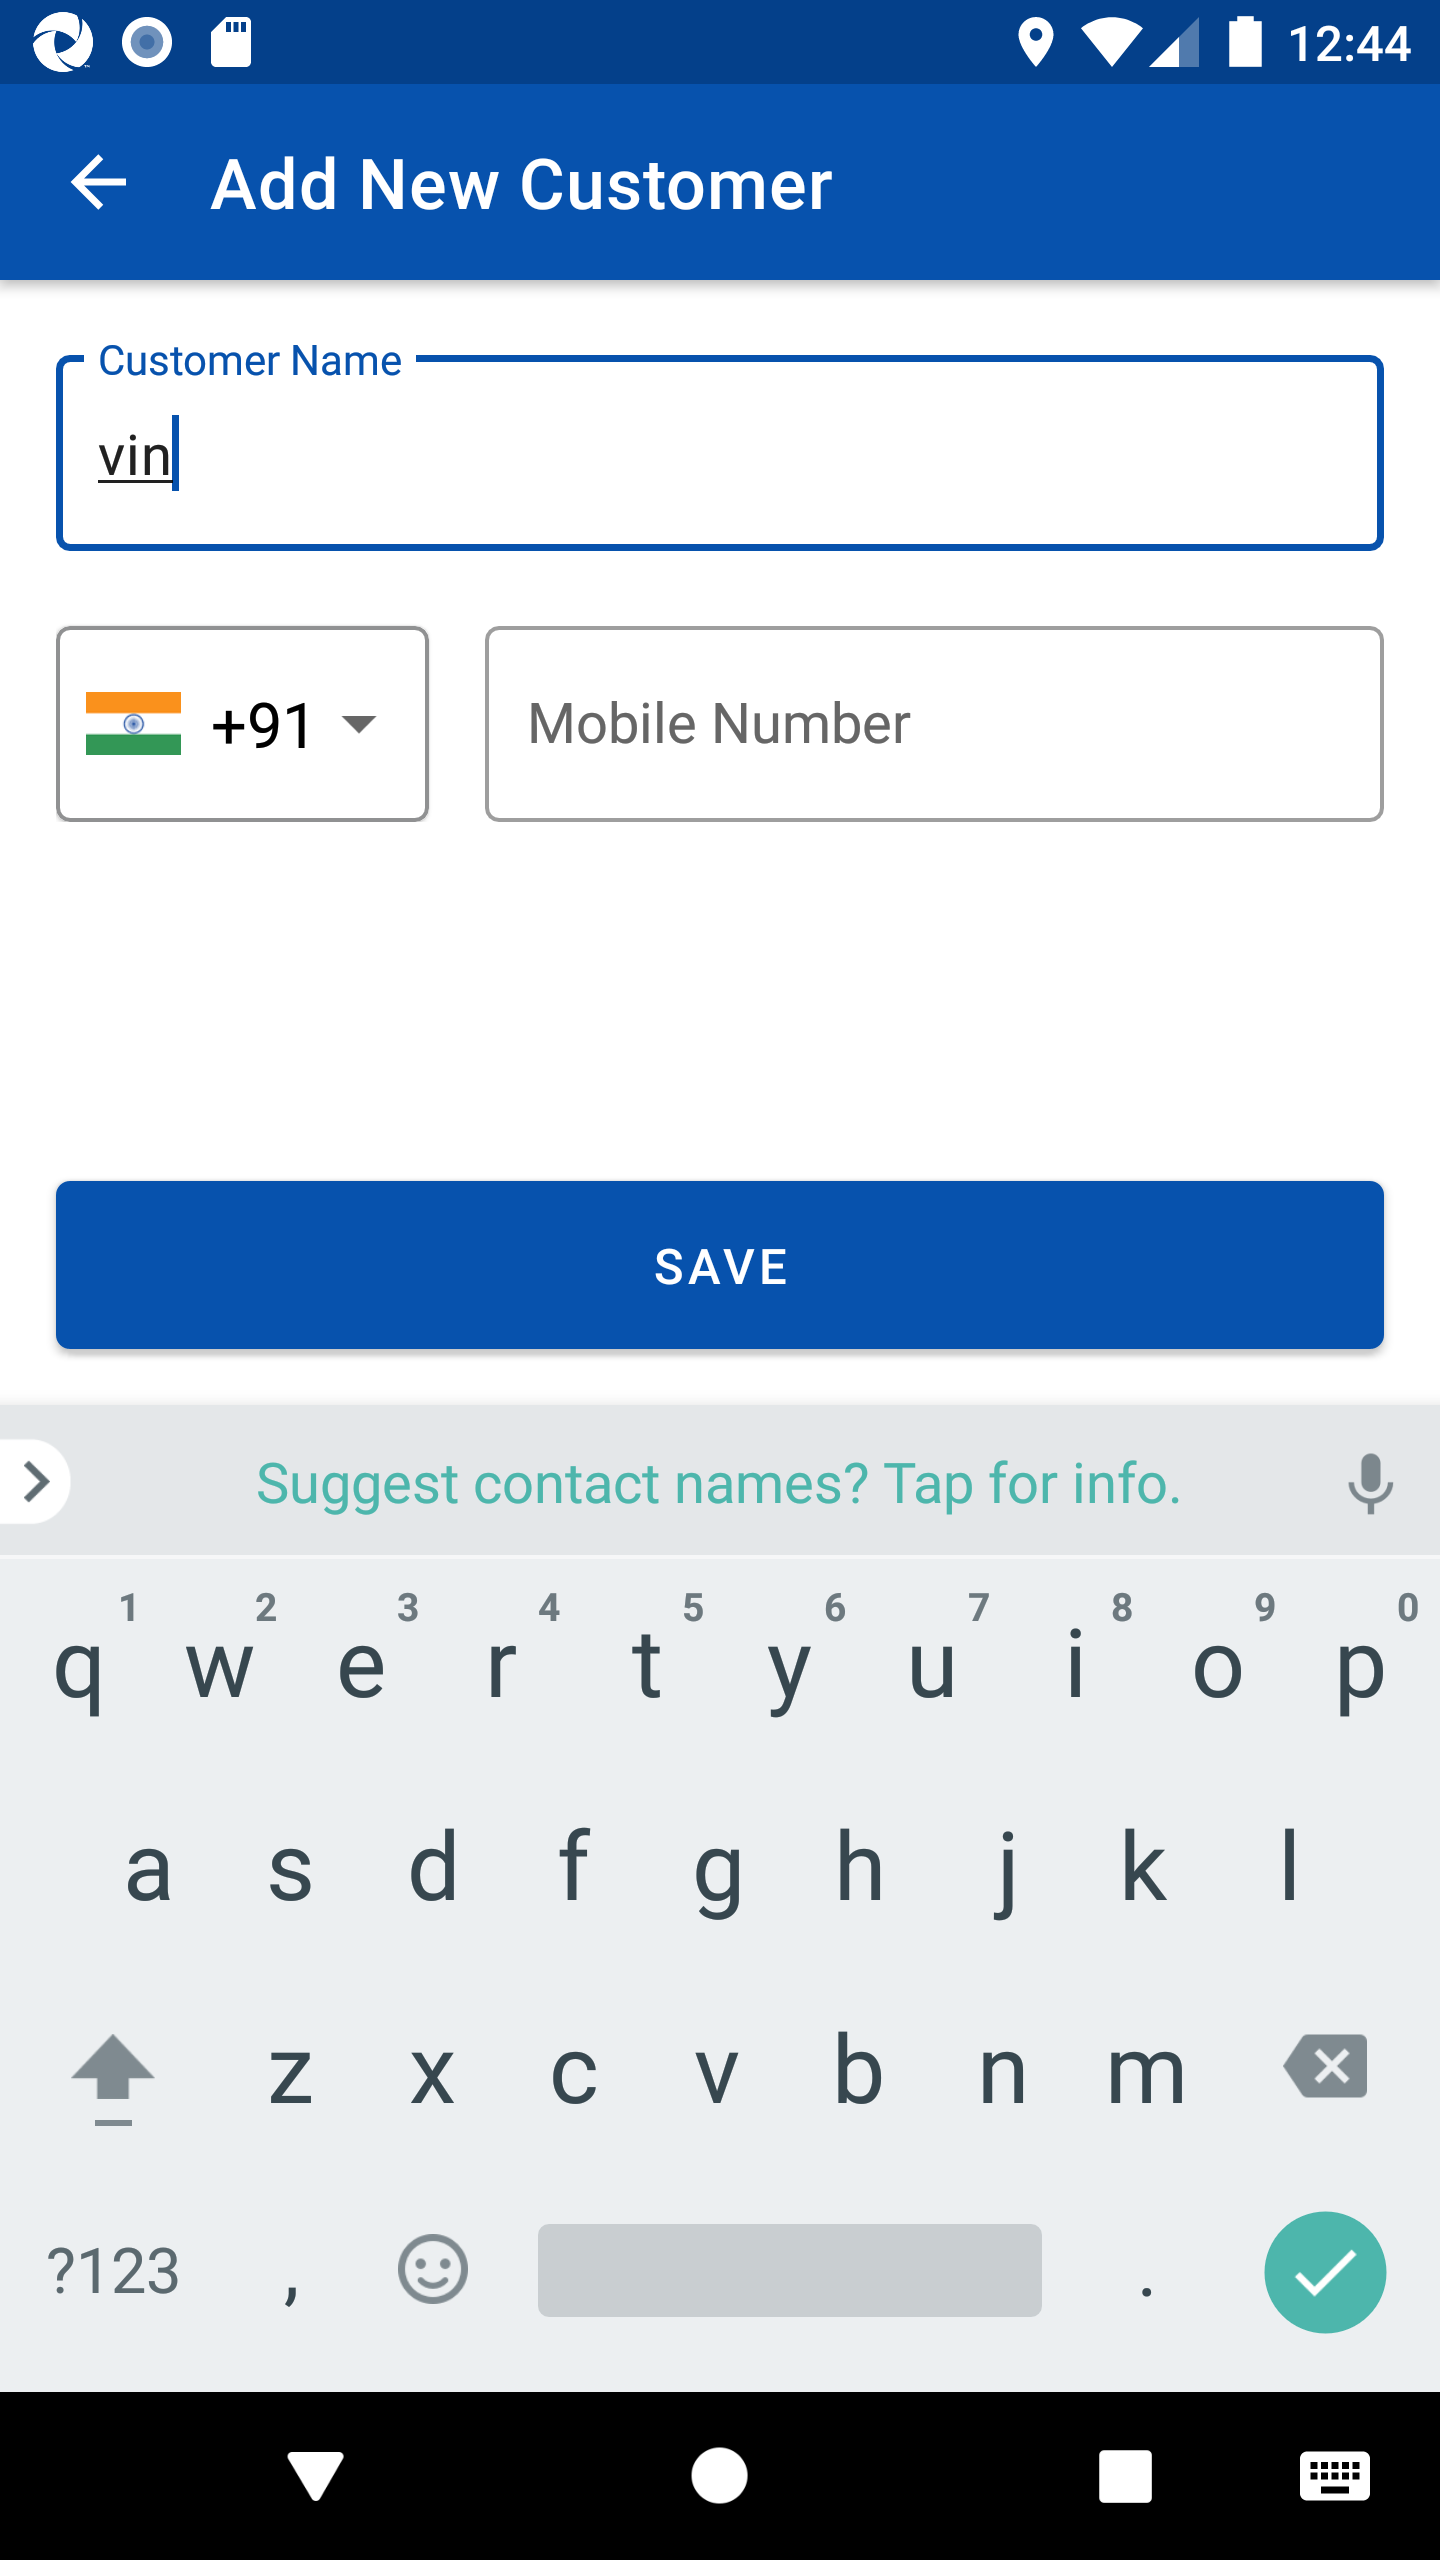 12:44
Add New Customer
Customer Name
vin
+91
Mobile Number
SAVE
Suggest contact names? Tap for info.
1 2 3 4 5 6 7 8 9 0
q w e r t y u i o p
a s d f g h j k l
z x c v b n m
?123 , .